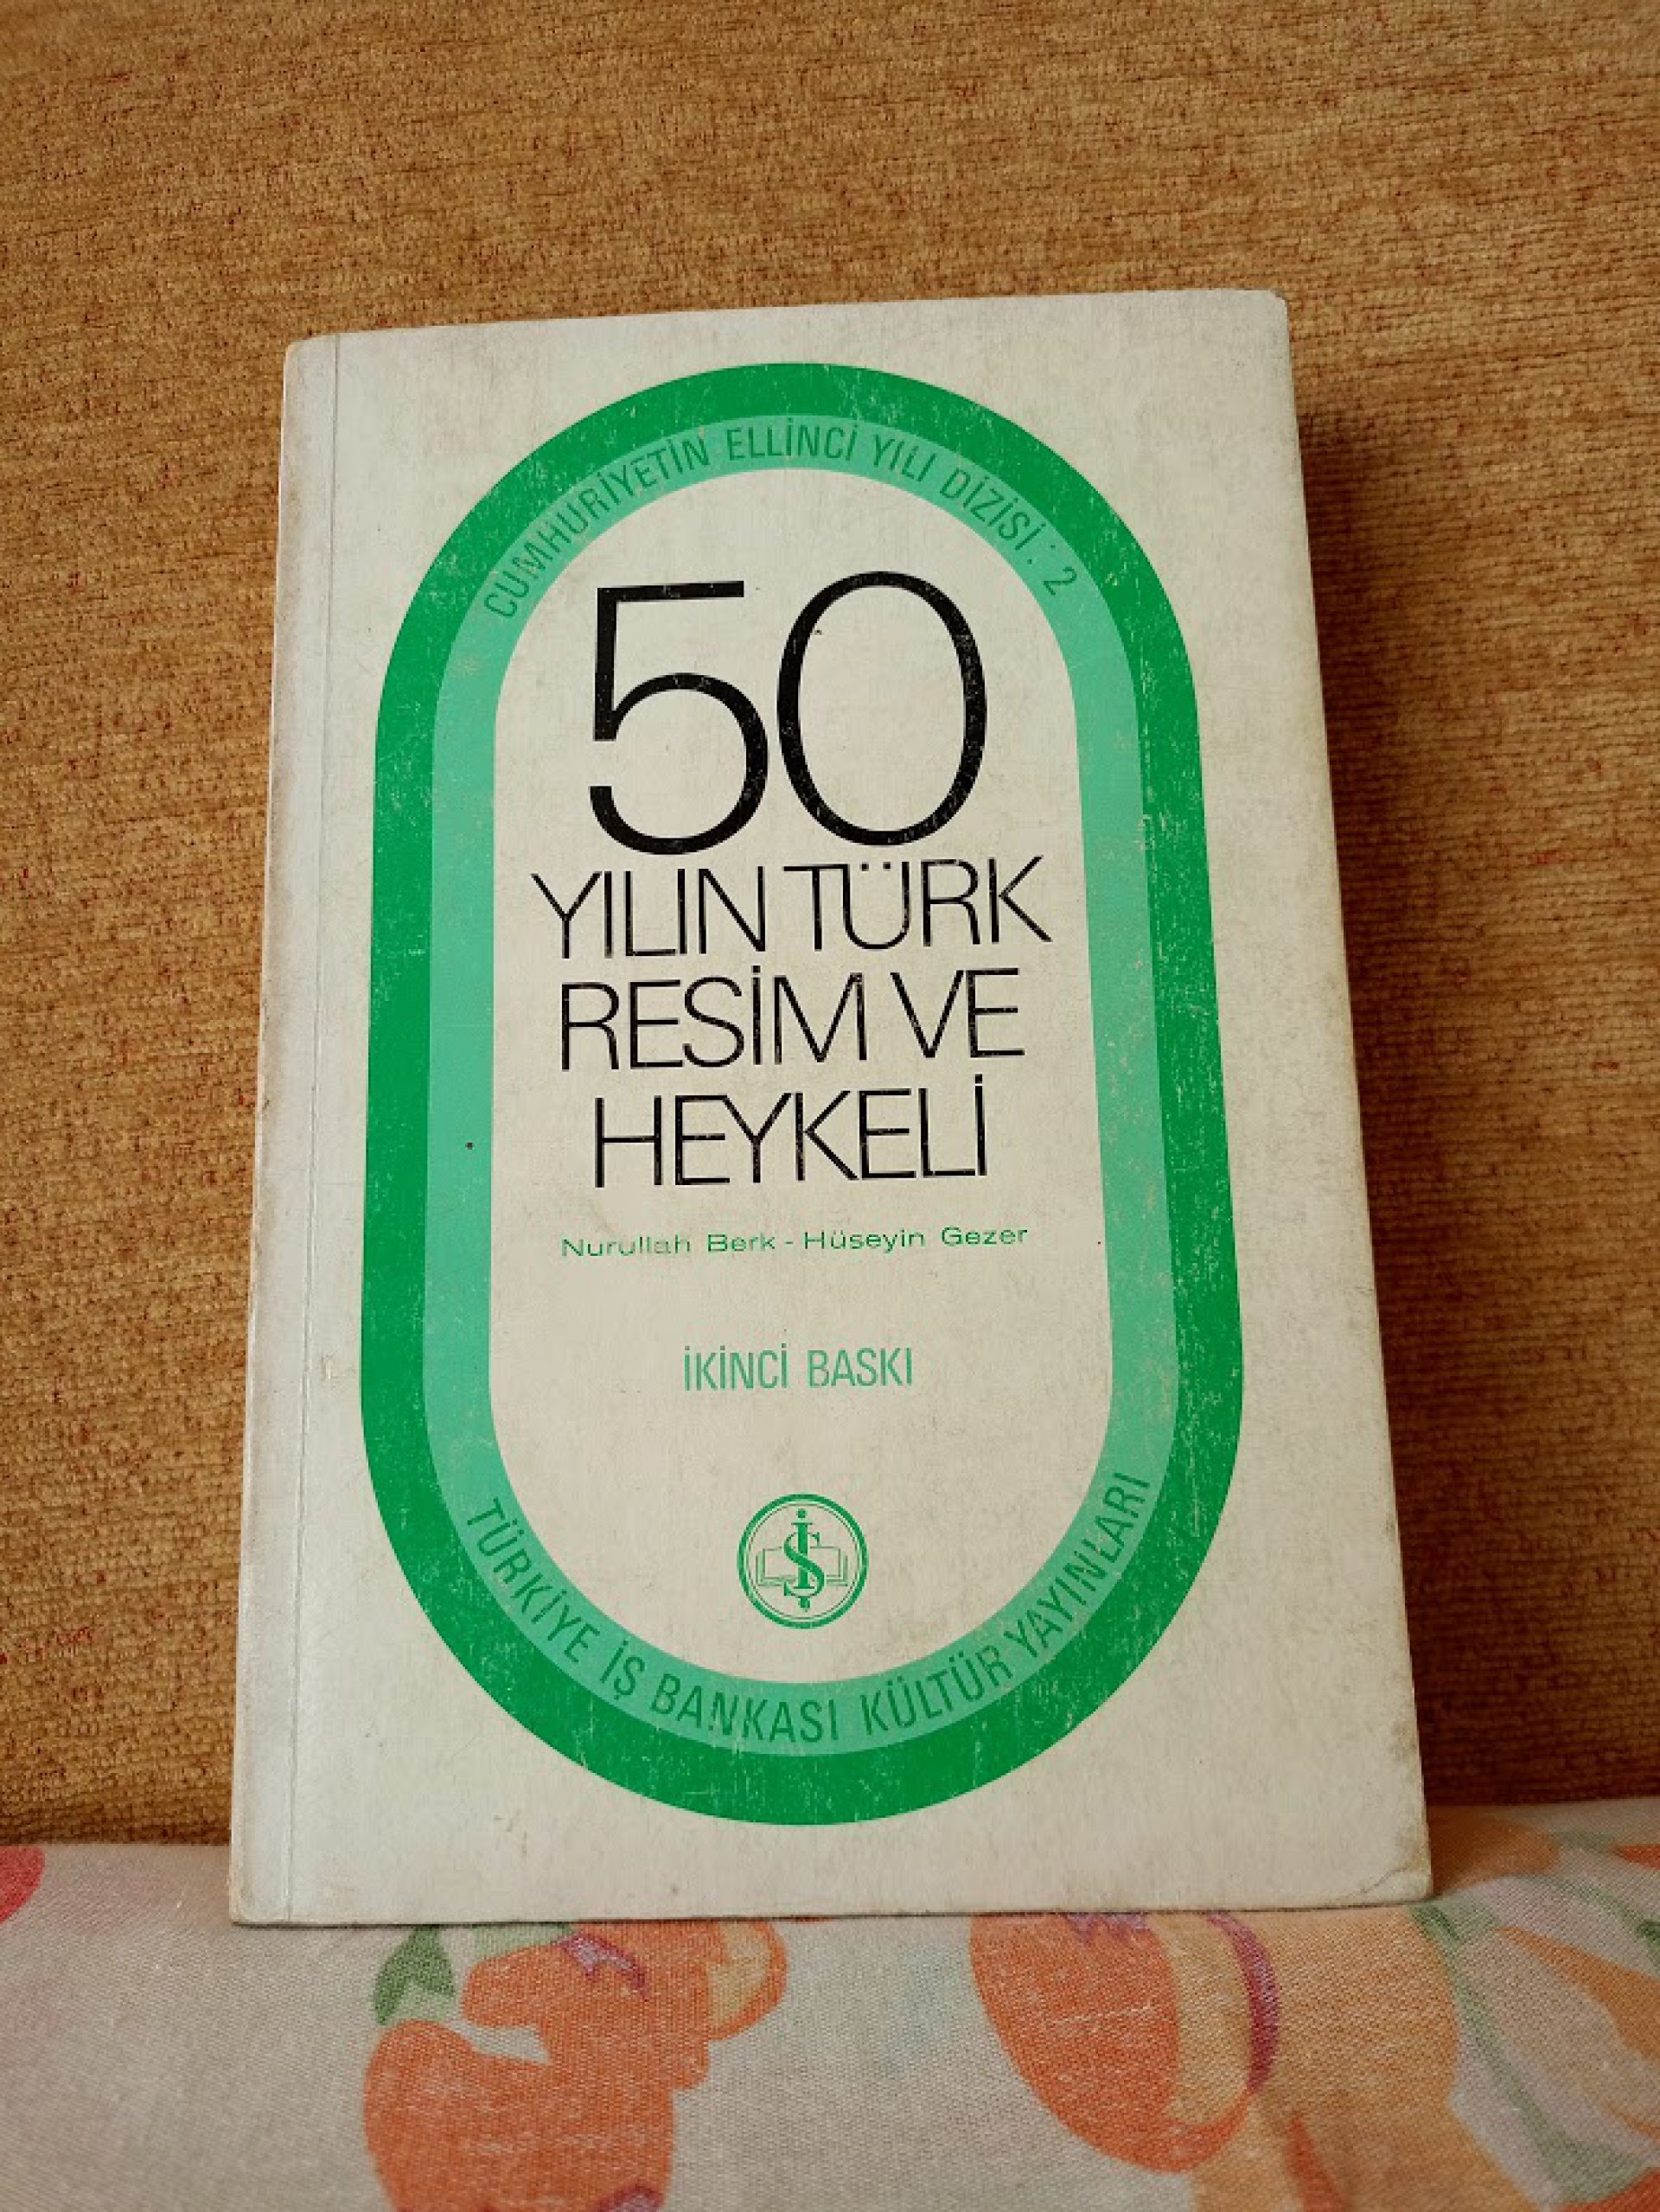 CUMHURİYETİN ELLİNCİ YILI DİZİSİ: 2
50
YILIN TÜRK
RESİM VE
HEYKELİ
Nurullah Berk - Hüseyin Gezer
İKİNCİ BASKI
İŞ
TÜRKİYE İŞ BANKASI KÜLTÜR YAYINLARI